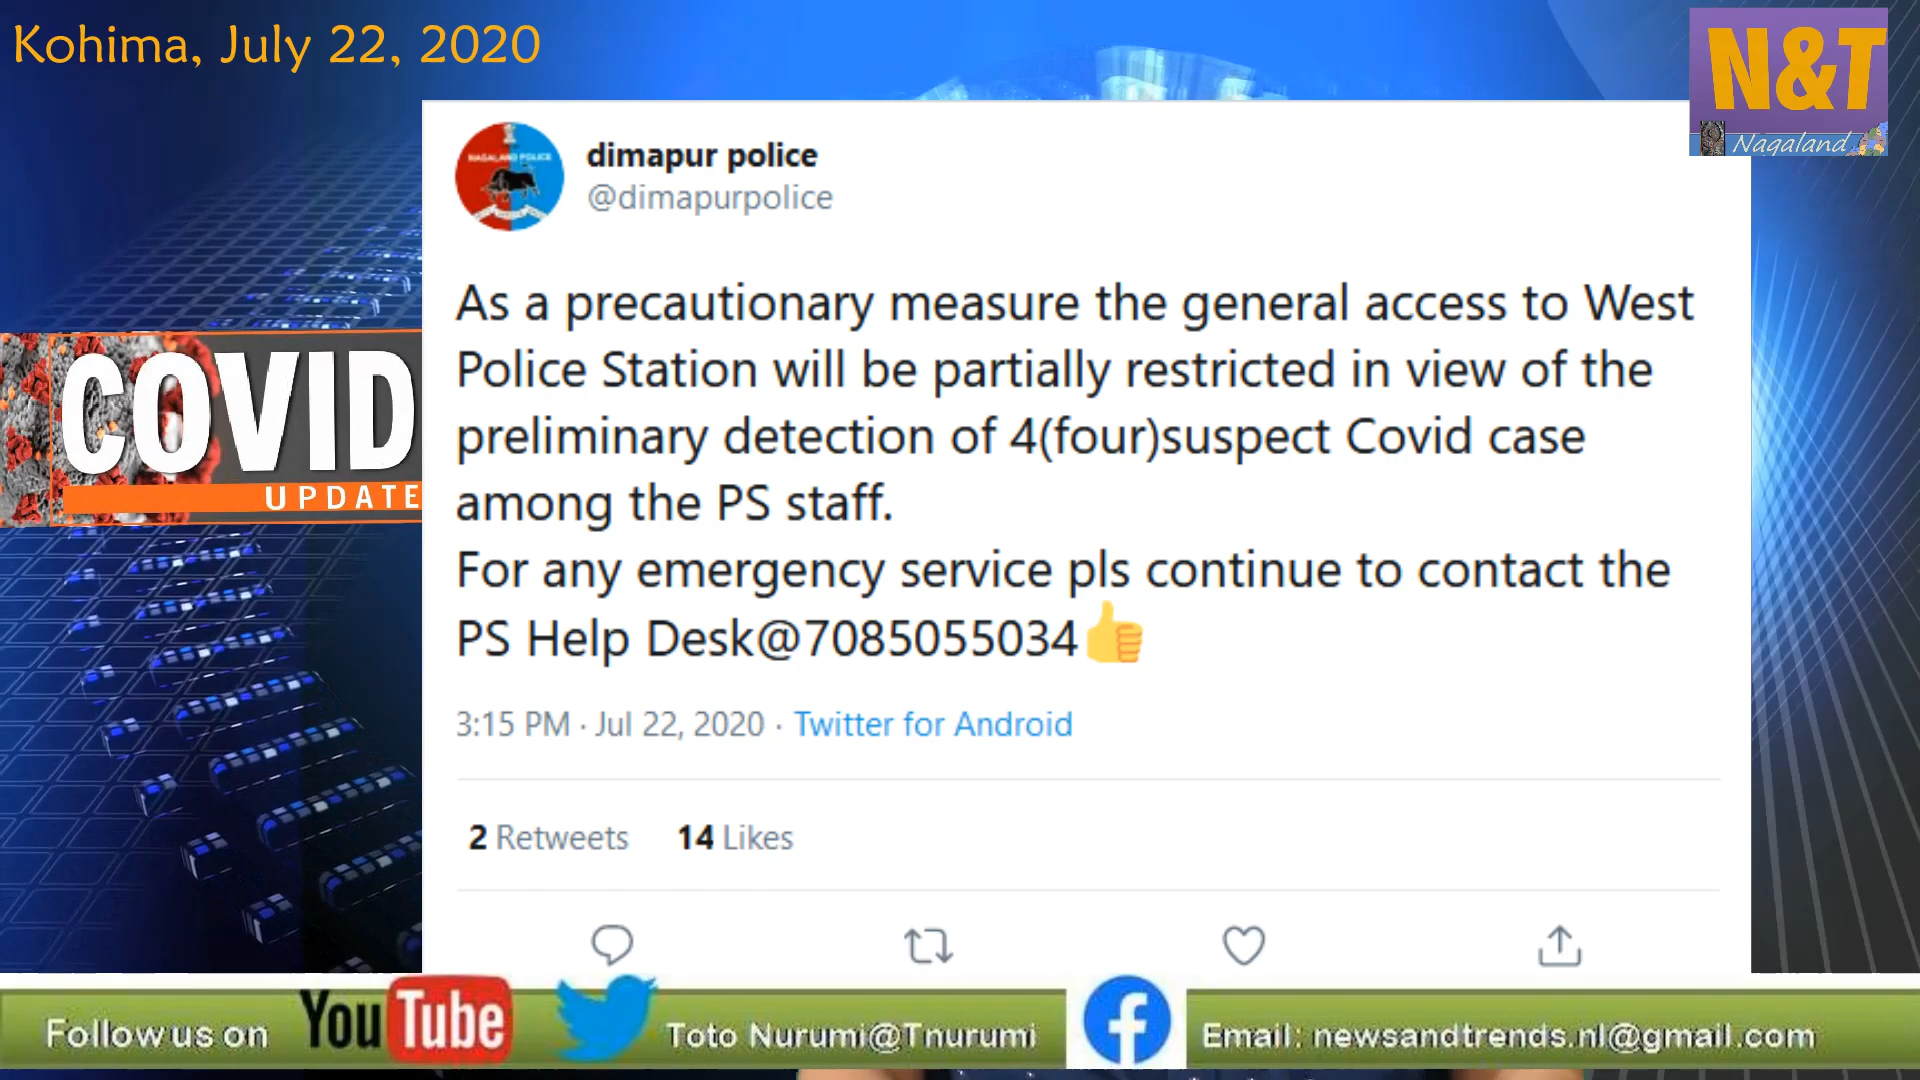 Kohima, July 22, 2020
N&T
Nagaland
NAGALAND POLICE
dimapur police
@dimapurpolice
As a precautionary measure the general access to West
Police Station will be partially restricted in view of the
preliminary detection of 4(four)suspect Covid case
among the PS staff.
For any emergency service pls continue to contact the
PS Help Desk@7085055034👍
3:15 PM · Jul 22, 2020 · Twitter for Android
2 Retweets 14 Likes
COVID
UPDATE
Follow us on YouTube Toto Nurumi@Tnurumi f Email: newsandtrends.nl@gmail.com